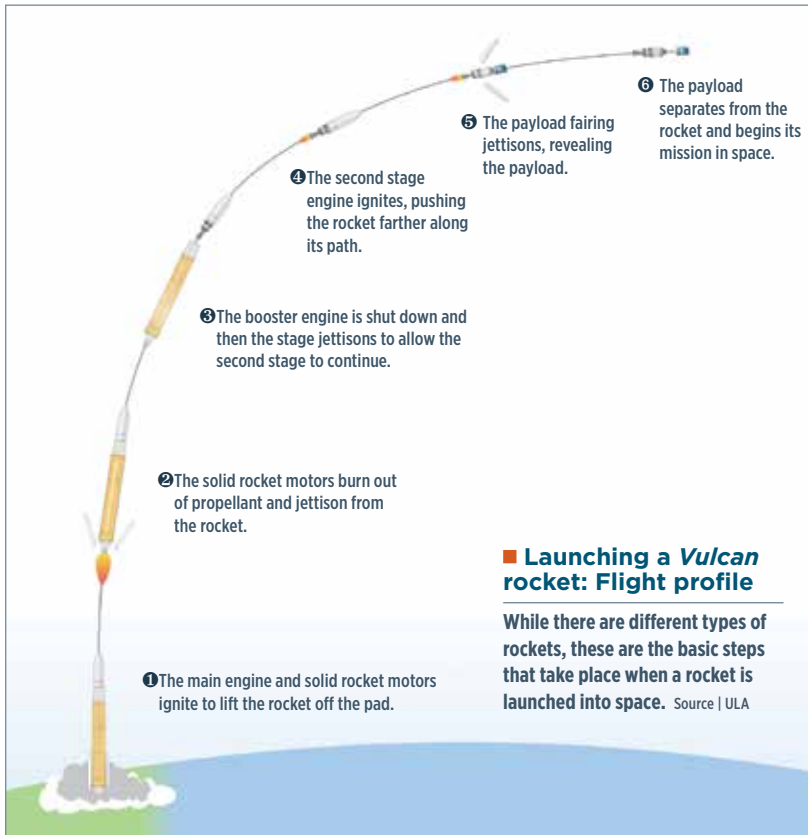 ❻ The payload
separates from the
rocket and begins its
mission in space.
❺ The payload fairing
jettisons, revealing
the payload.
❹The second stage
engine ignites, pushing
the rocket farther along
its path.
❸The booster engine is shut down and
then the stage jettisons to allow the
second stage to continue.
❷The solid rocket motors burn out
of propellant and jettison from
the rocket.
❶The main engine and solid rocket motors
ignite to lift the rocket off the pad.
■ Launching a Vulcan
rocket: Flight profile
While there are different types of
rockets, these are the basic steps
that take place when a rocket is
launched into space. Source | ULA